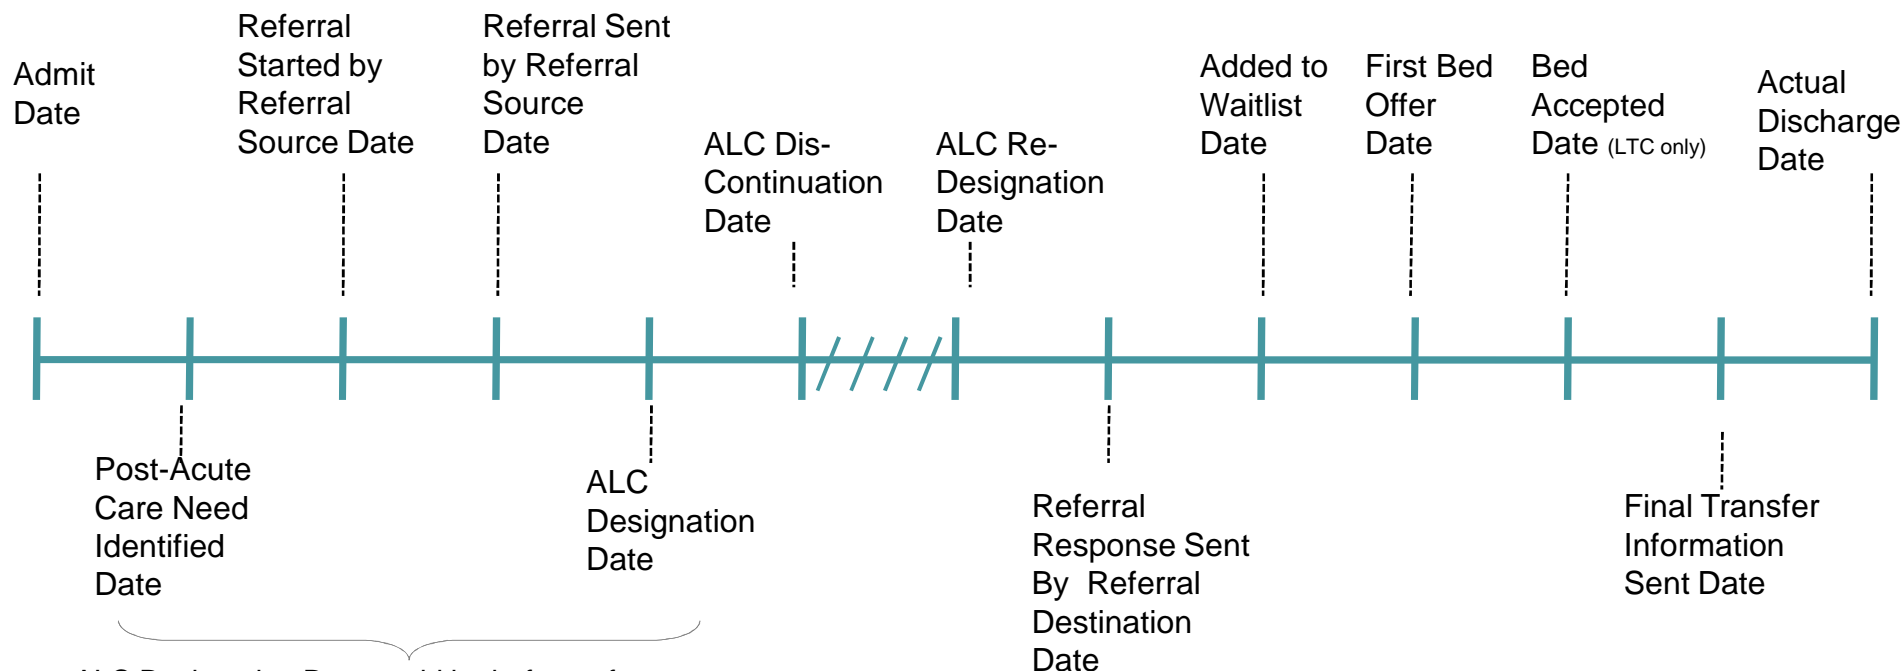 Admit
Date
Referral
Started by
Referral
Source Date
Referral Sent
by Referral
Source
Date
ALC Dis-
Continuation
Date
ALC Re-
Designation
Date
Added to
Waitlist
Date
First Bed
Offer
Date
Bed
Accepted
Date (LTC only)
Actual
Discharge
Date
Post-Acute
Care Need
Identified
Date
ALC
Designation
Date
Referral
Response Sent
By Referral
Destination
Date
Final Transfer
Information
Sent Date